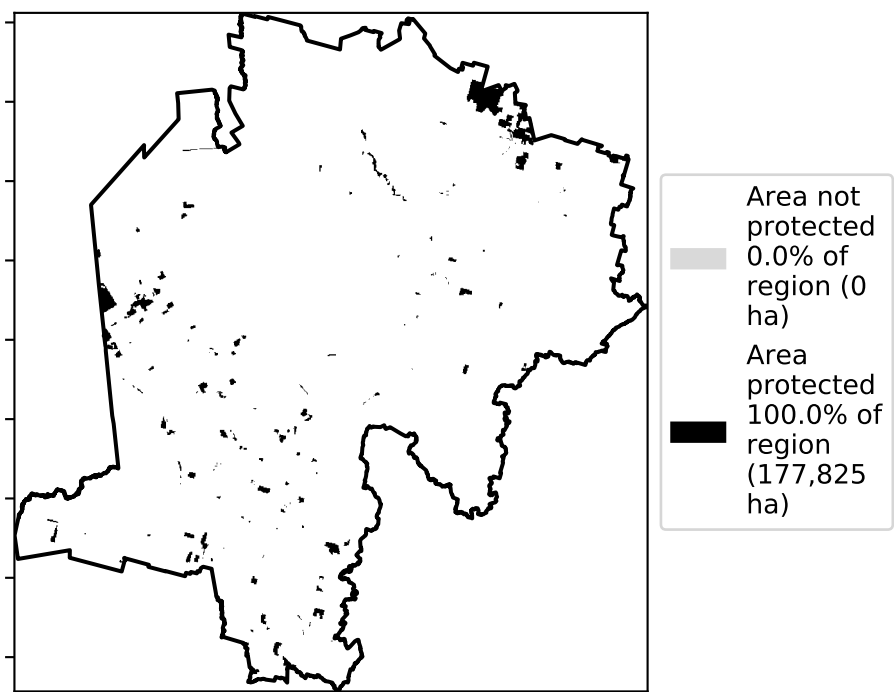 Area not
protected
0.0% of
region (0
ha)
Area
protected
100.0% of
region
(177,825
ha)